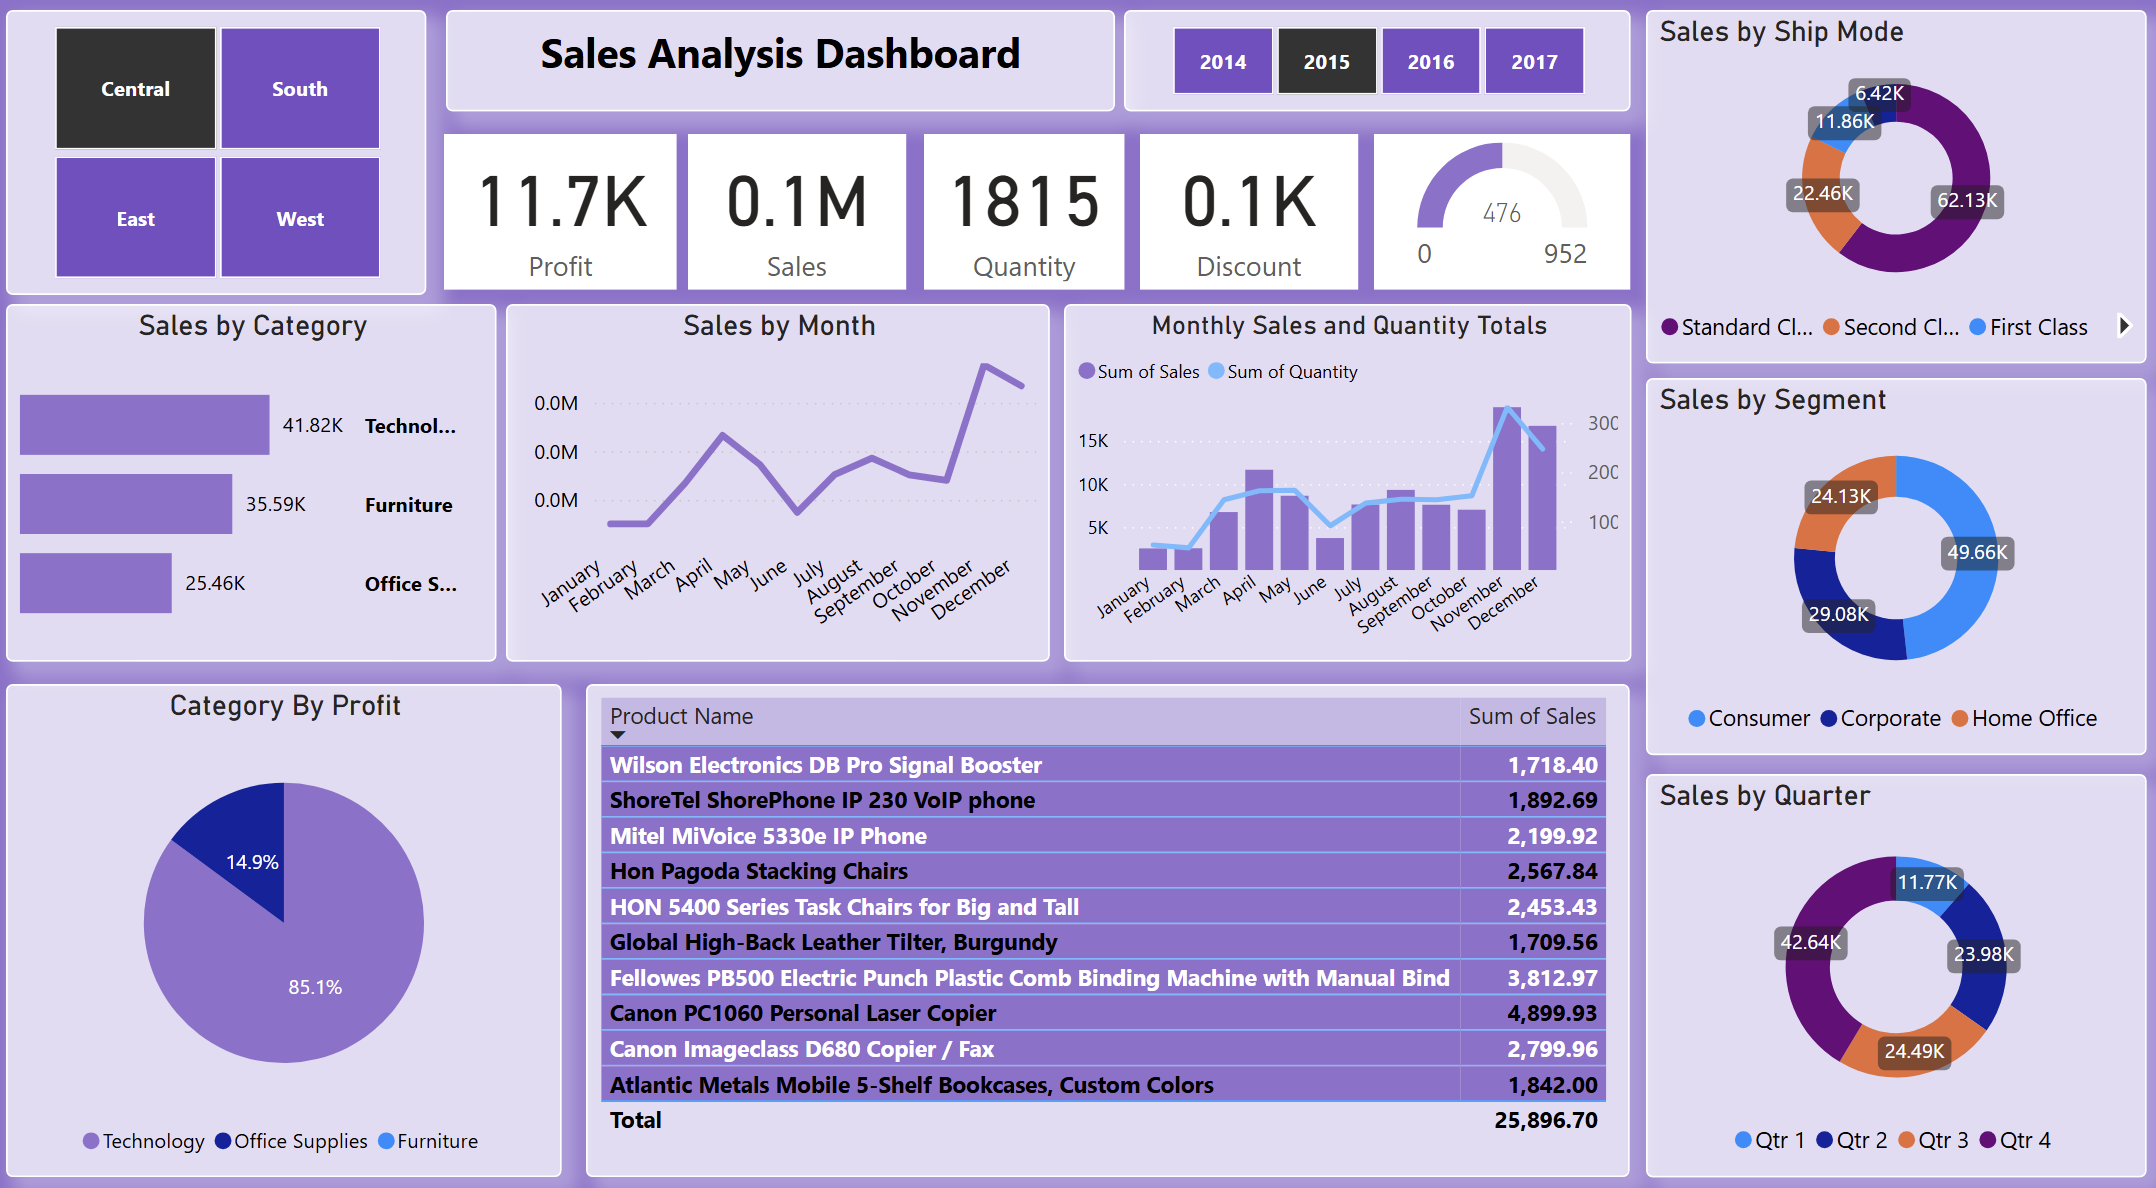 Central
South
East
West
Sales Analysis Dashboard
2014
2015
2016
2017
11.7K
Profit
0.1M
Sales
1815
Quantity
0.1K
Discount
476
0
952
Sales by Ship Mode
6.42K
11.86K
22.46K
62.13K
Standard Cl... Second Cl... First Class
Sales by Category
41.82K Technol...
35.59K Furniture
25.46K Office S...
Sales by Month
0.0M
0.0M
0.0M
January
February
March
April
May
June
July
August
September
October
November
December
Monthly Sales and Quantity Totals
Sum of Sales Sum of Quantity
15K
10K
5K
300
200
100
January
February
March
April
May
June
July
August
September
October
November
December
Sales by Segment
24.13K
49.66K
29.08K
Consumer Corporate Home Office
Category By Profit
14.9%
85.1%
Technology Office Supplies Furniture
Product Name Sum of Sales
Wilson Electronics DB Pro Signal Booster 1,718.40
ShoreTel ShorePhone IP 230 VoIP phone 1,892.69
Mitel MiVoice 5330e IP Phone 2,199.92
Hon Pagoda Stacking Chairs 2,567.84
HON 5400 Series Task Chairs for Big and Tall 2,453.43
Global High-Back Leather Tilter, Burgundy 1,709.56
Fellowes PB500 Electric Punch Plastic Comb Binding Machine with Manual Bind 3,812.97
Canon PC1060 Personal Laser Copier 4,899.93
Canon Imageclass D680 Copier / Fax 2,799.96
Atlantic Metals Mobile 5-Shelf Bookcases, Custom Colors 1,842.00
Total 25,896.70
Sales by Quarter
11.77K
42.64K
23.98K
24.49K
Qtr 1 Qtr 2 Qtr 3 Qtr 4